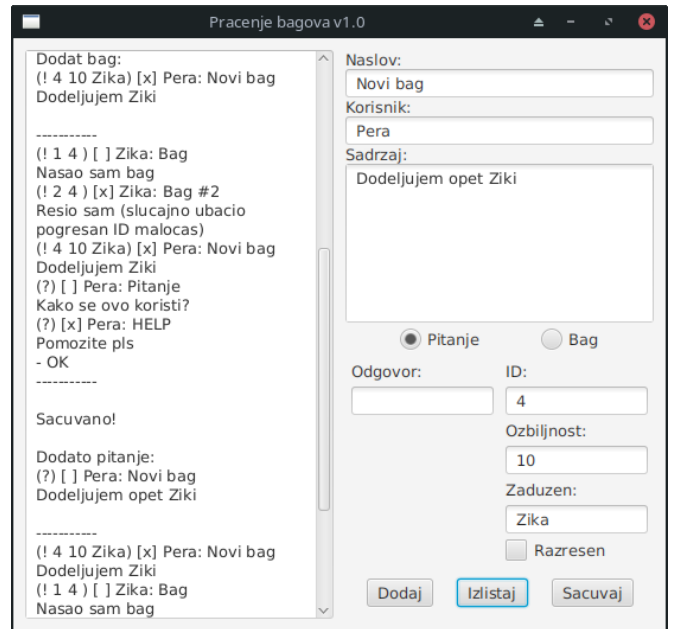 Pracenje bagova v1.0
Dodat bag:
(! 4 10 Zika) [x] Pera: Novi bag
Dodeljujem Ziki
-----------
(! 1 4 ) [ ] Zika: Bag
Nasao sam bag
(! 2 4 ) [x] Zika: Bag #2
Resio sam (slucajno ubacio
pogresan ID malocas)
(! 4 10 Zika) [x] Pera: Novi bag
Dodeljujem Ziki
(?) [ ] Pera: Pitanje
Kako se ovo koristi?
(?) [x] Pera: HELP
Pomozite pls
- OK
-----------
Sacuvano!
Dodato pitanje:
(?) [ ] Pera: Novi bag
Dodeljujem opet Ziki
-----------
(! 4 10 Zika) [x] Pera: Novi bag
Dodeljujem Ziki
(! 1 4 ) [ ] Zika: Bag
Nasao sam bag
Naslov:
Novi bag
Korisnik:
Pera
Sadrzaj:
Dodeljujem opet Ziki
Pitanje
Bag
Odgovor:
ID:
4
Ozbiljnost:
10
Zaduzen:
Zika
Razresen
Dodaj
Izlistaj
Sacuvaj